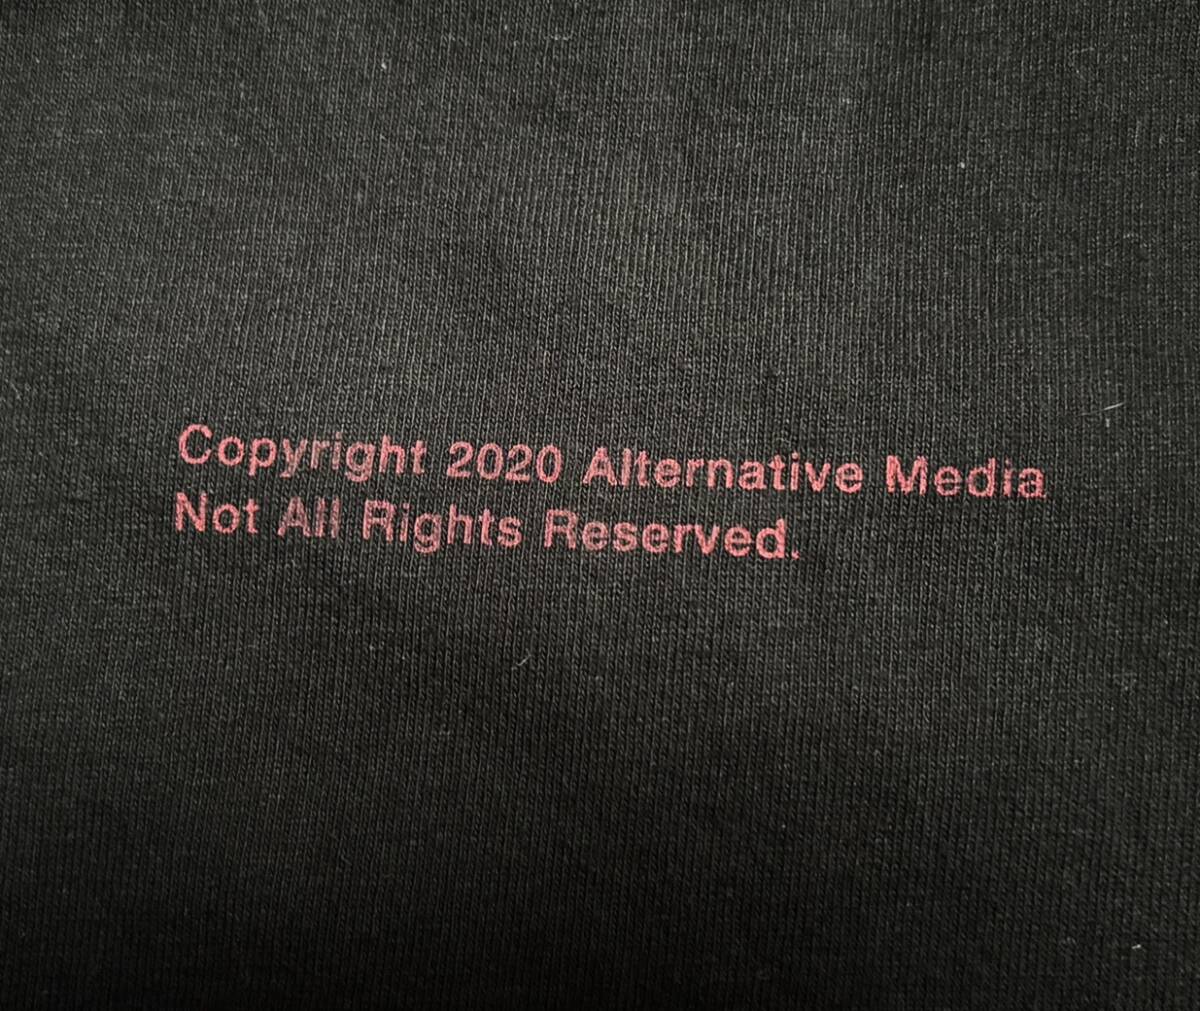 Copyright 2020 Alternative Media
Not All Rights Reserved.